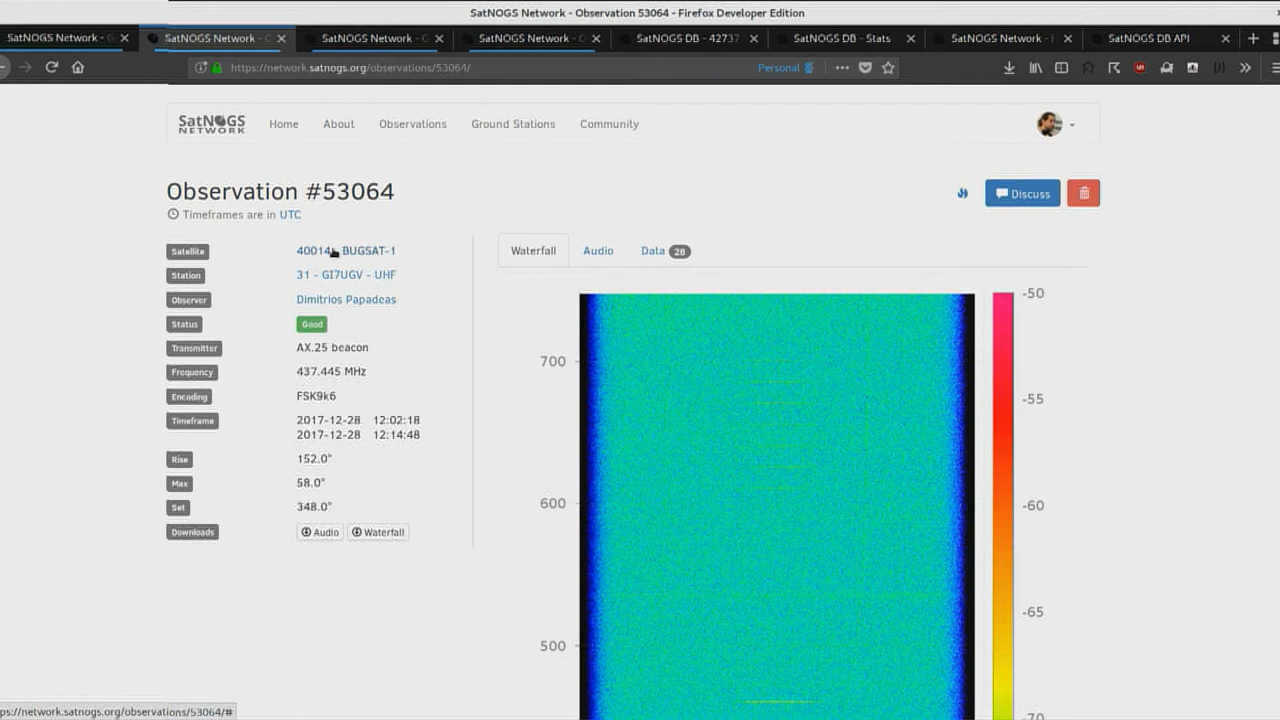 SatNOGS Network - Observation 53064 - Firefox Developer Edition
SatNOGS Network - SatNOGS Network - SatNOGS Network - SatNOGS Network - SatNOGS DB - 42737 SatNOGS DB - Stats SatNOGS Network - SatNOGS DB API
https://network.satnogs.org/observations/53064/ Personal
SatNOGS NETWORK Home About Observations Ground Stations Community
Observation #53064
Timeframes are in UTC
Discuss
Satellite 40014 - BUGSAT-1
Station 31 - GI7UGV - UHF
Observer Dimitrios Papadeas
Status Good
Transmitter AX.25 beacon
Frequency 437.445 MHz
Encoding FSK9k6
Timeframe 2017-12-28 12:02:18
2017-12-28 12:14:48
Rise 152.0°
Max 58.0°
Set 348.0°
Downloads Audio Waterfall
Waterfall Audio Data 28
700
600
500
-50
-55
-60
-65
-70
ps://network.satnogs.org/observations/53064/#